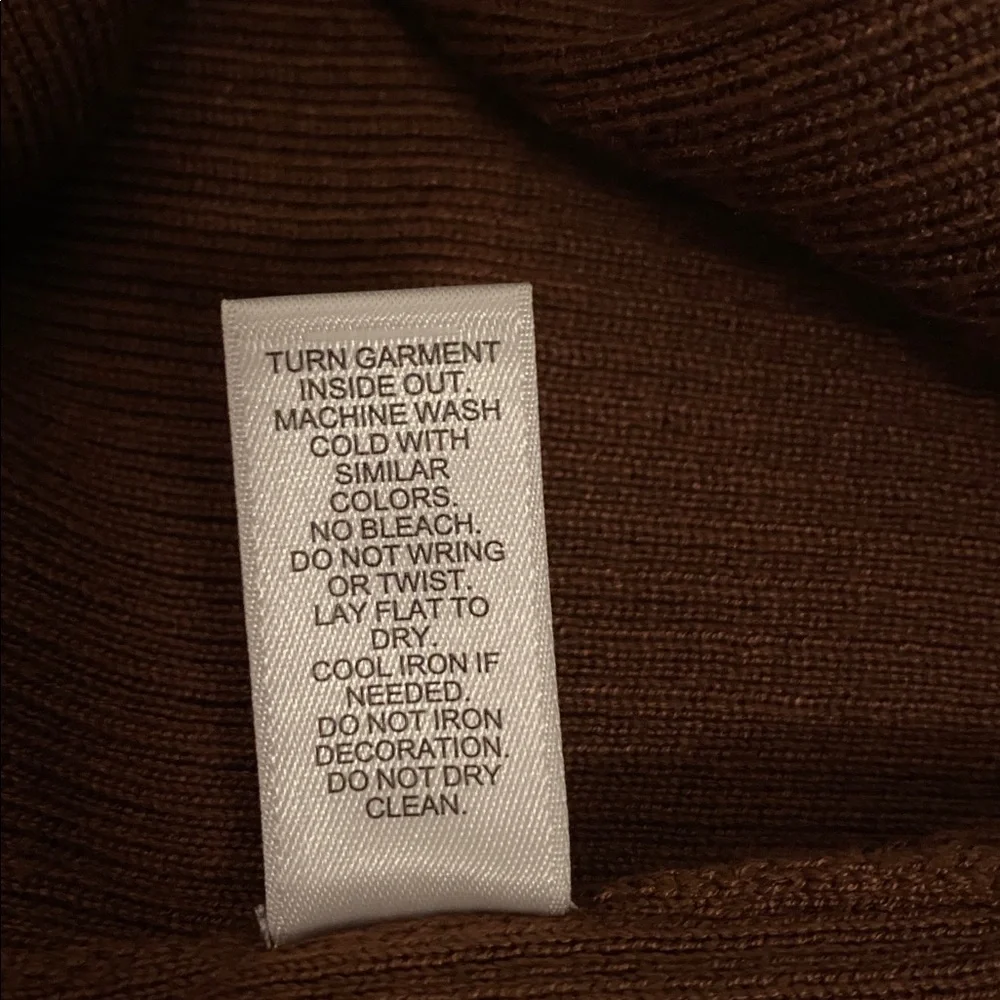 TURN GARMENT
INSIDE OUT.
MACHINE WASH
COLD WITH
SIMILAR
COLORS.
NO BLEACH.
DO NOT WRING
OR TWIST.
LAY FLAT TO
DRY.
COOL IRON IF
NEEDED.
DO NOT IRON
DECORATION.
DO NOT DRY
CLEAN.